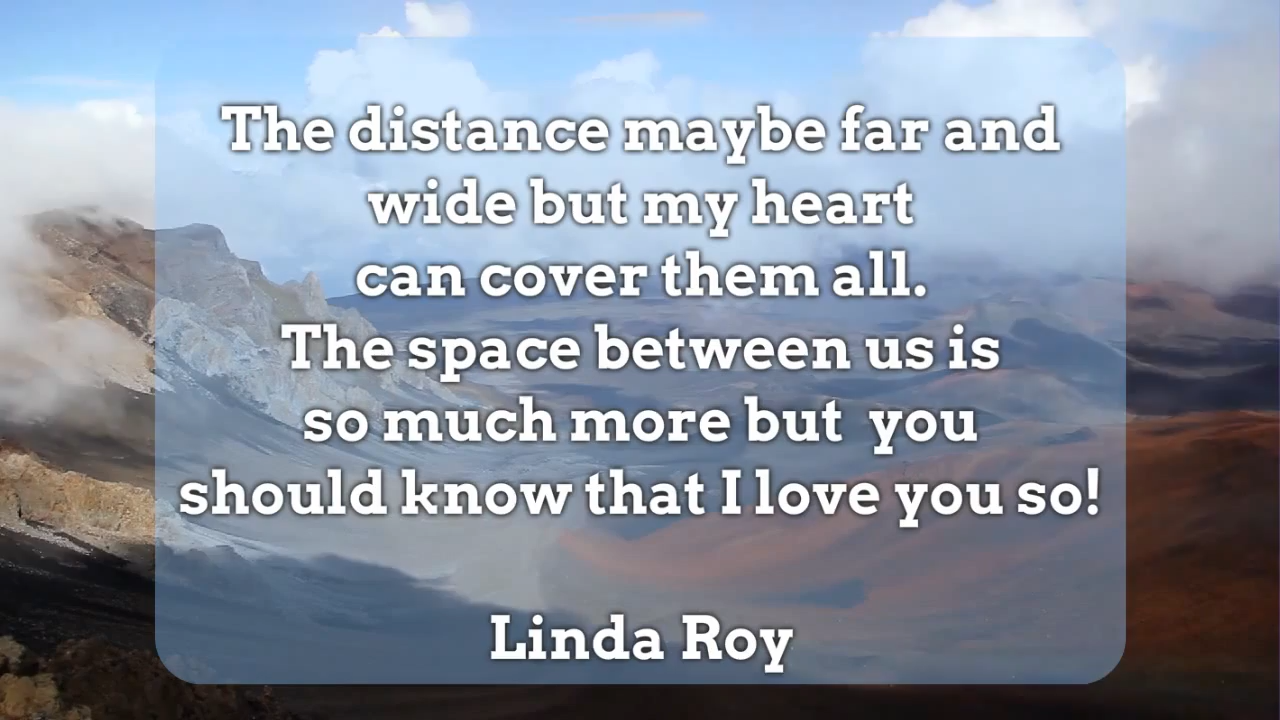 The distance maybe far and
wide but my heart
can cover them all.
The space between us is
so much more but  you
should know that I love you so!
Linda Roy